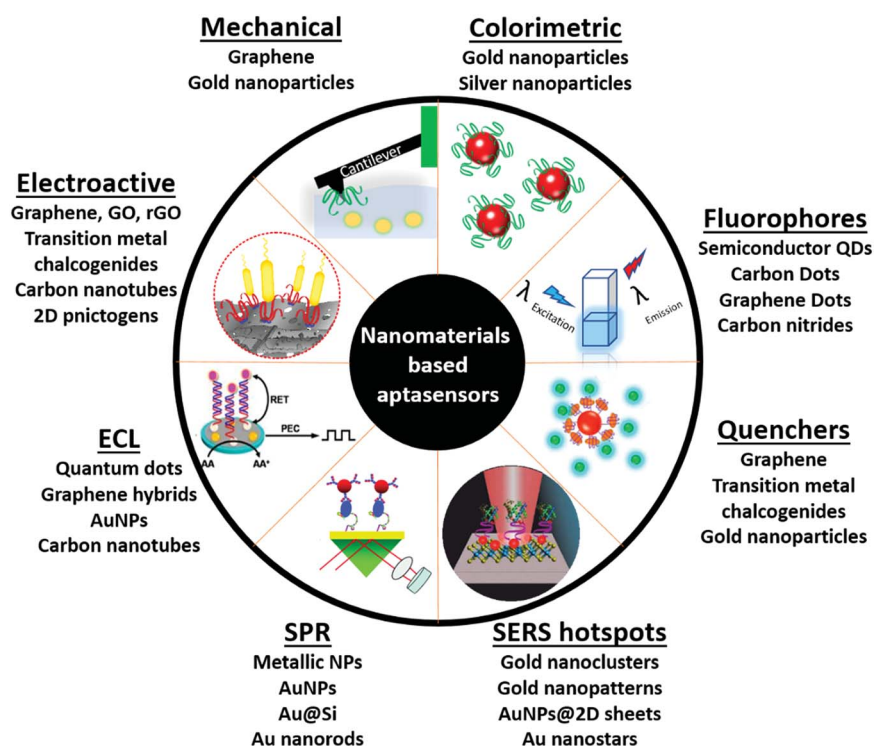 Mechanical
Graphene
Gold nanoparticles
Colorimetric
Gold nanoparticles
Silver nanoparticles
Cantilever
Electroactive
Graphene, GO, rGO
Transition metal
chalcogenides
Carbon nanotubes
2D pnictogens
Fluorophores
Semiconductor QDs
Carbon Dots
Graphene Dots
Carbon nitrides
λ
Excitation
λ
Emission
Nanomaterials
based
aptasensors
ECL
Quantum dots
Graphene hybrids
AuNPs
Carbon nanotubes
RET
PEC
AA
AA⁺
Quenchers
Graphene
Transition metal
chalcogenides
Gold nanoparticles
SPR
Metallic NPs
AuNPs
Au@Si
Au nanorods
SERS hotspots
Gold nanoclusters
Gold nanopatterns
AuNPs@2D sheets
Au nanostars